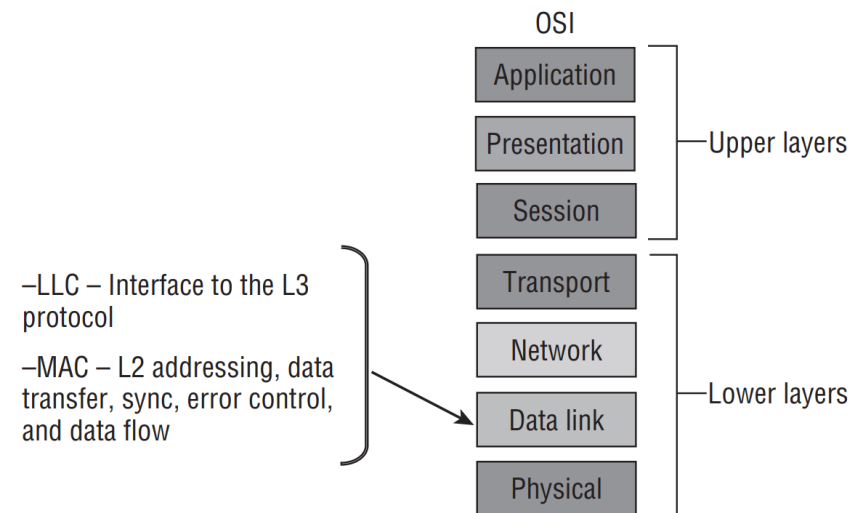 OSI
Application
Presentation
Upper layers
Session
–LLC – Interface to the L3
protocol
–MAC – L2 addressing, data
transfer, sync, error control,
and data flow
Transport
Network
Lower layers
Data link
Physical